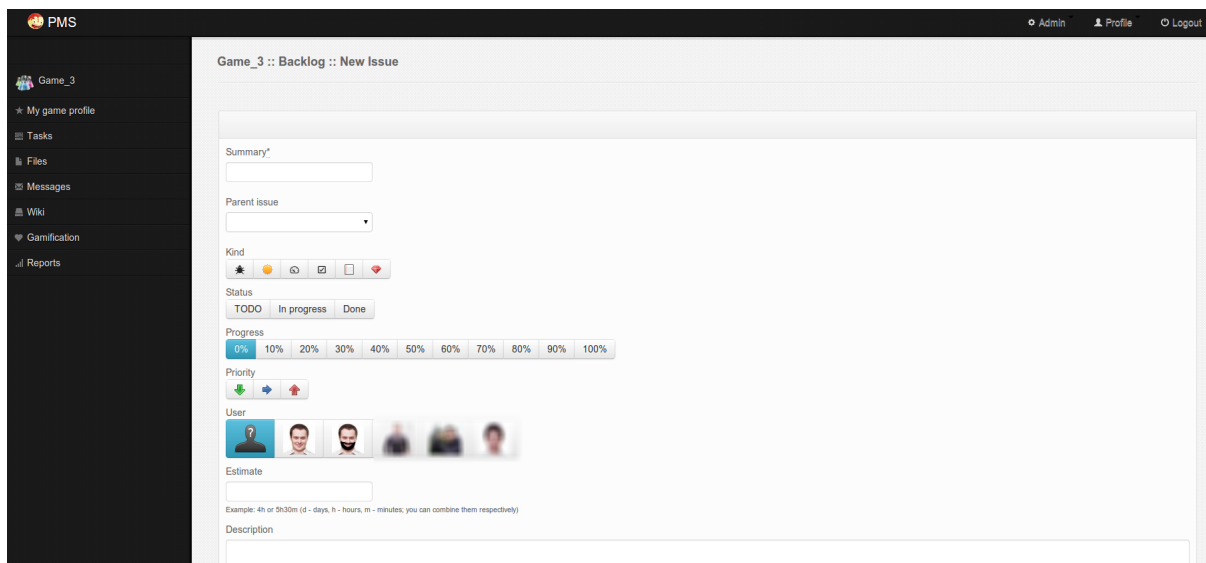 PMS
Admin Profile Logout
Game_3
My game profile
Tasks
Files
Messages
Wiki
Gamification
Reports
Game_3 :: Backlog :: New Issue
Summary*
Parent issue
Kind
Status
TODO In progress Done
Progress
0% 10% 20% 30% 40% 50% 60% 70% 80% 90% 100%
Priority
User
?
Estimate
Example: 4h or 5h30m (d - days, h - hours, m - minutes; you can combine them respectively)
Description